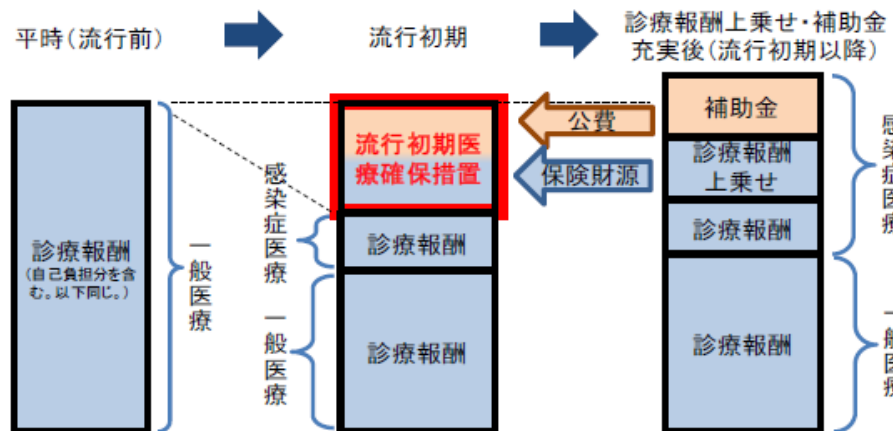 平時(流行前)
流行初期
診療報酬上乗せ・補助金
充実後(流行初期以降)
診療報酬
(自己負担分を含
む。以下同じ。)
一般医療
流行初期医
療確保措置
感染症医療
診療報酬
一般医療
診療報酬
公費
保険財源
補助金
診療報酬
上乗せ
診療報酬
感染症医療
診療報酬
一般医療